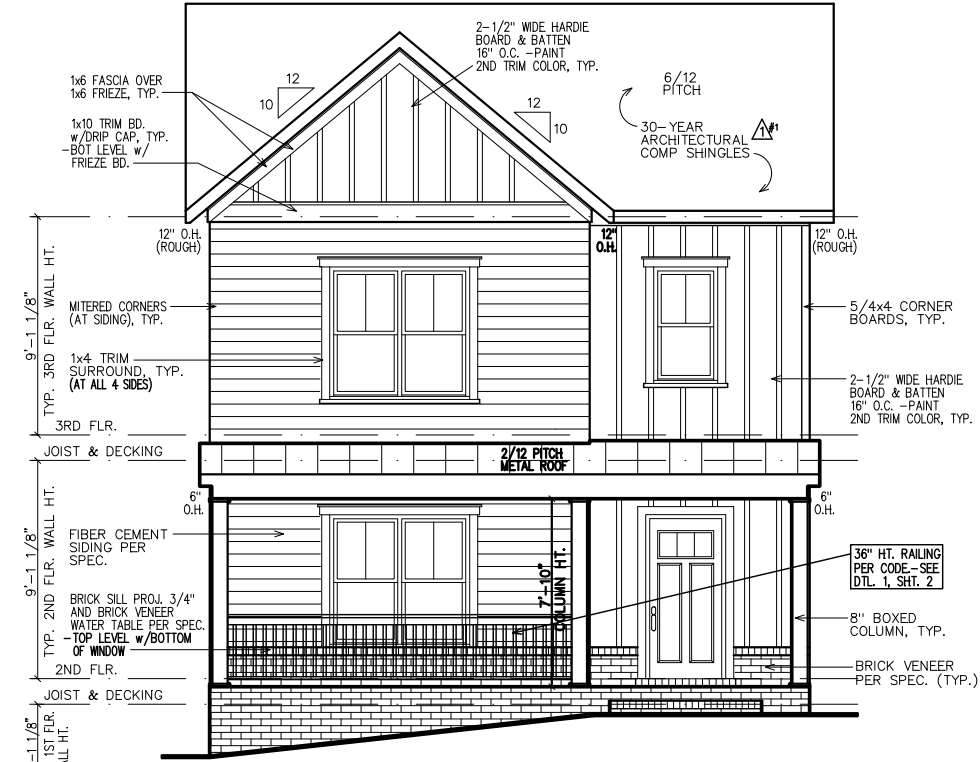 2-1/2" WIDE HARDIE
BOARD & BATTEN
16" O.C. -PAINT
2ND TRIM COLOR, TYP.
1x6 FASCIA OVER
1x6 FRIEZE, TYP.
12
10
12
10
6/12
PITCH
1x10 TRIM BD.
w/DRIP CAP, TYP.
-BOT LEVEL w/
FRIEZE BD.
30-YEAR
ARCHITECTURAL
COMP SHINGLES
1
#1
12" O.H.
(ROUGH)
12"
O.H.
12" O.H.
(ROUGH)
9'-1 1/8"
TYP. 3RD FLR. WALL HT.
MITERED CORNERS
(AT SIDING), TYP.
5/4x4 CORNER
BOARDS, TYP.
1x4 TRIM
SURROUND, TYP.
(AT ALL 4 SIDES)
2-1/2" WIDE HARDIE
BOARD & BATTEN
16" O.C. -PAINT
2ND TRIM COLOR, TYP.
3RD FLR.
JOIST & DECKING
2/12 PITCH
METAL ROOF
6"
O.H.
6"
O.H.
9'-1 1/8"
TYP. 2ND FLR. WALL HT.
FIBER CEMENT
SIDING PER
SPEC.
7'-10"
COLUMN HT.
36" HT. RAILING
PER CODE-SEE
DTL. 1, SHT. 2
BRICK SILL PROJ. 3/4"
AND BRICK VENEER
WATER TABLE PER SPEC.
-TOP LEVEL w/BOTTOM
OF WINDOW
8" BOXED
COLUMN, TYP.
2ND FLR.
BRICK VENEER
PER SPEC. (TYP.)
JOIST & DECKING
-1 1/8"
1ST FLR.